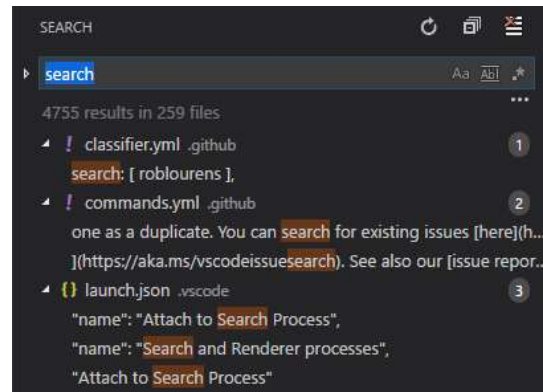 SEARCH
search Aa Abl .*
4755 results in 259 files
! classifier.yml .github 1
search: [ roblourens ],
! commands.yml .github 2
one as a duplicate. You can search for existing issues [here](h...
](https://aka.ms/vscodeissuesearch). See also our [issue repor...
{} launch.json .vscode 3
"name": "Attach to Search Process",
"name": "Search and Renderer processes",
"Attach to Search Process"